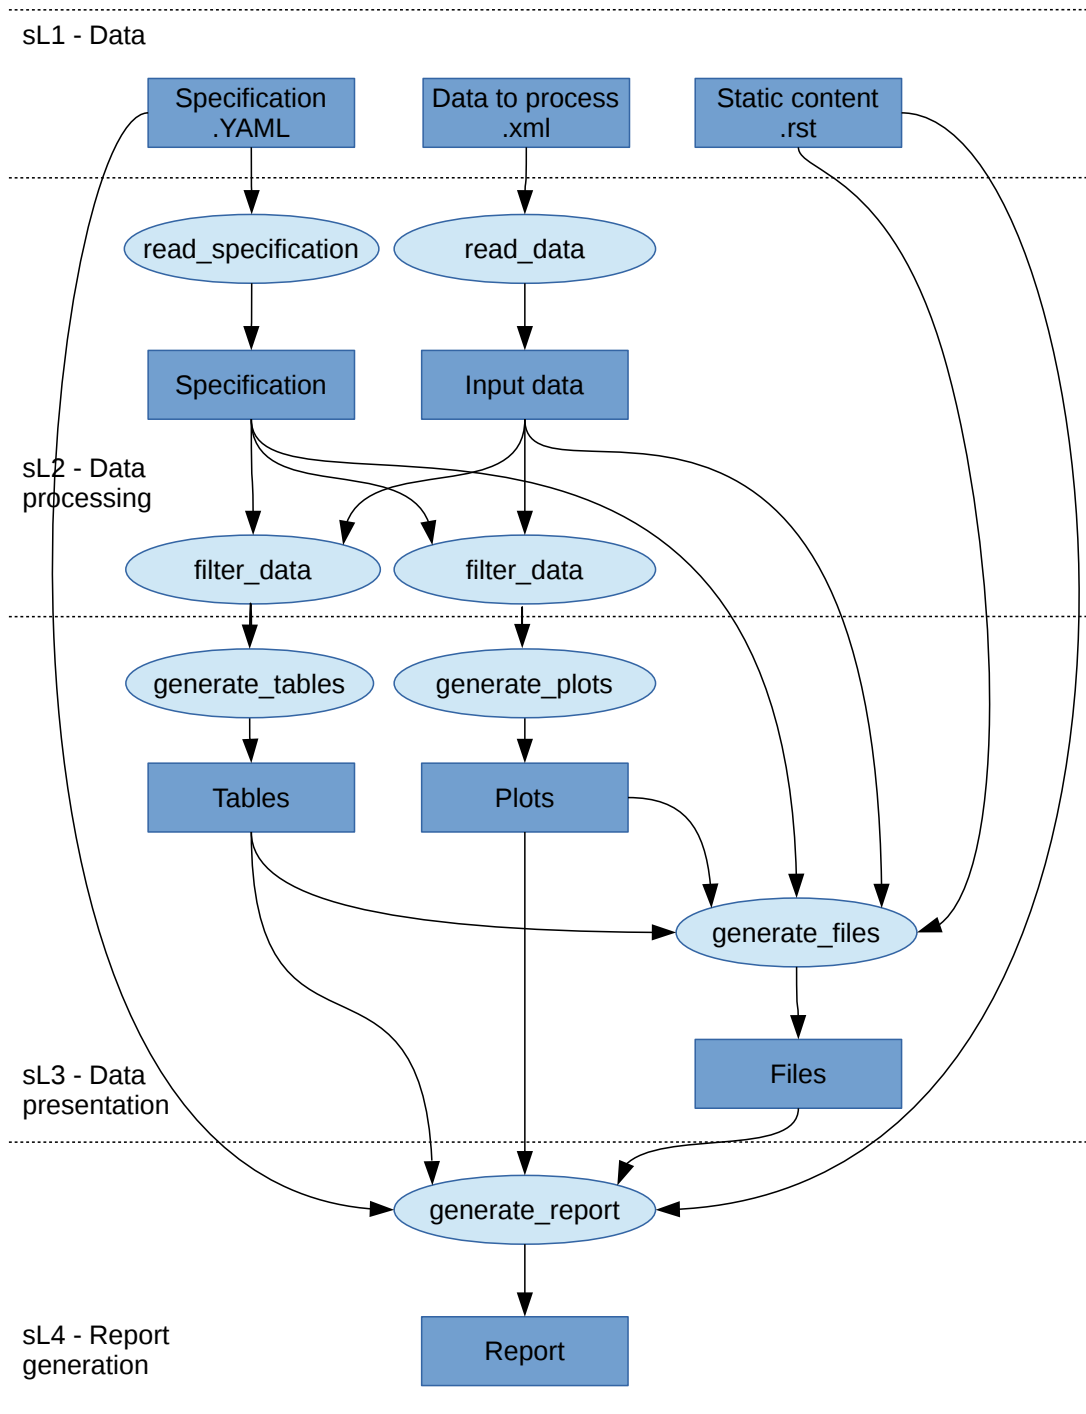 sL1 - Data
Specification
.YAML
Data to process
.xml
Static content
.rst
read_specification
read_data
Specification
Input data
sL2 - Data
processing
filter_data
filter_data
generate_tables
generate_plots
Tables
Plots
generate_files
sL3 - Data
presentation
Files
generate_report
sL4 - Report
generation
Report